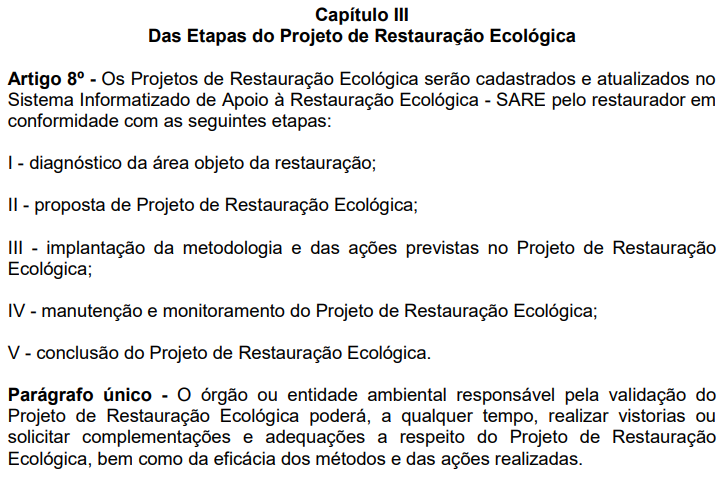 Capítulo III
Das Etapas do Projeto de Restauração Ecológica
Artigo 8º - Os Projetos de Restauração Ecológica serão cadastrados e atualizados no
Sistema Informatizado de Apoio à Restauração Ecológica - SARE pelo restaurador em
conformidade com as seguintes etapas:
I - diagnóstico da área objeto da restauração;
II - proposta de Projeto de Restauração Ecológica;
III - implantação da metodologia e das ações previstas no Projeto de Restauração
Ecológica;
IV - manutenção e monitoramento do Projeto de Restauração Ecológica;
V - conclusão do Projeto de Restauração Ecológica.
Parágrafo único - O órgão ou entidade ambiental responsável pela validação do
Projeto de Restauração Ecológica poderá, a qualquer tempo, realizar vistorias ou
solicitar complementações e adequações a respeito do Projeto de Restauração
Ecológica, bem como da eficácia dos métodos e das ações realizadas.